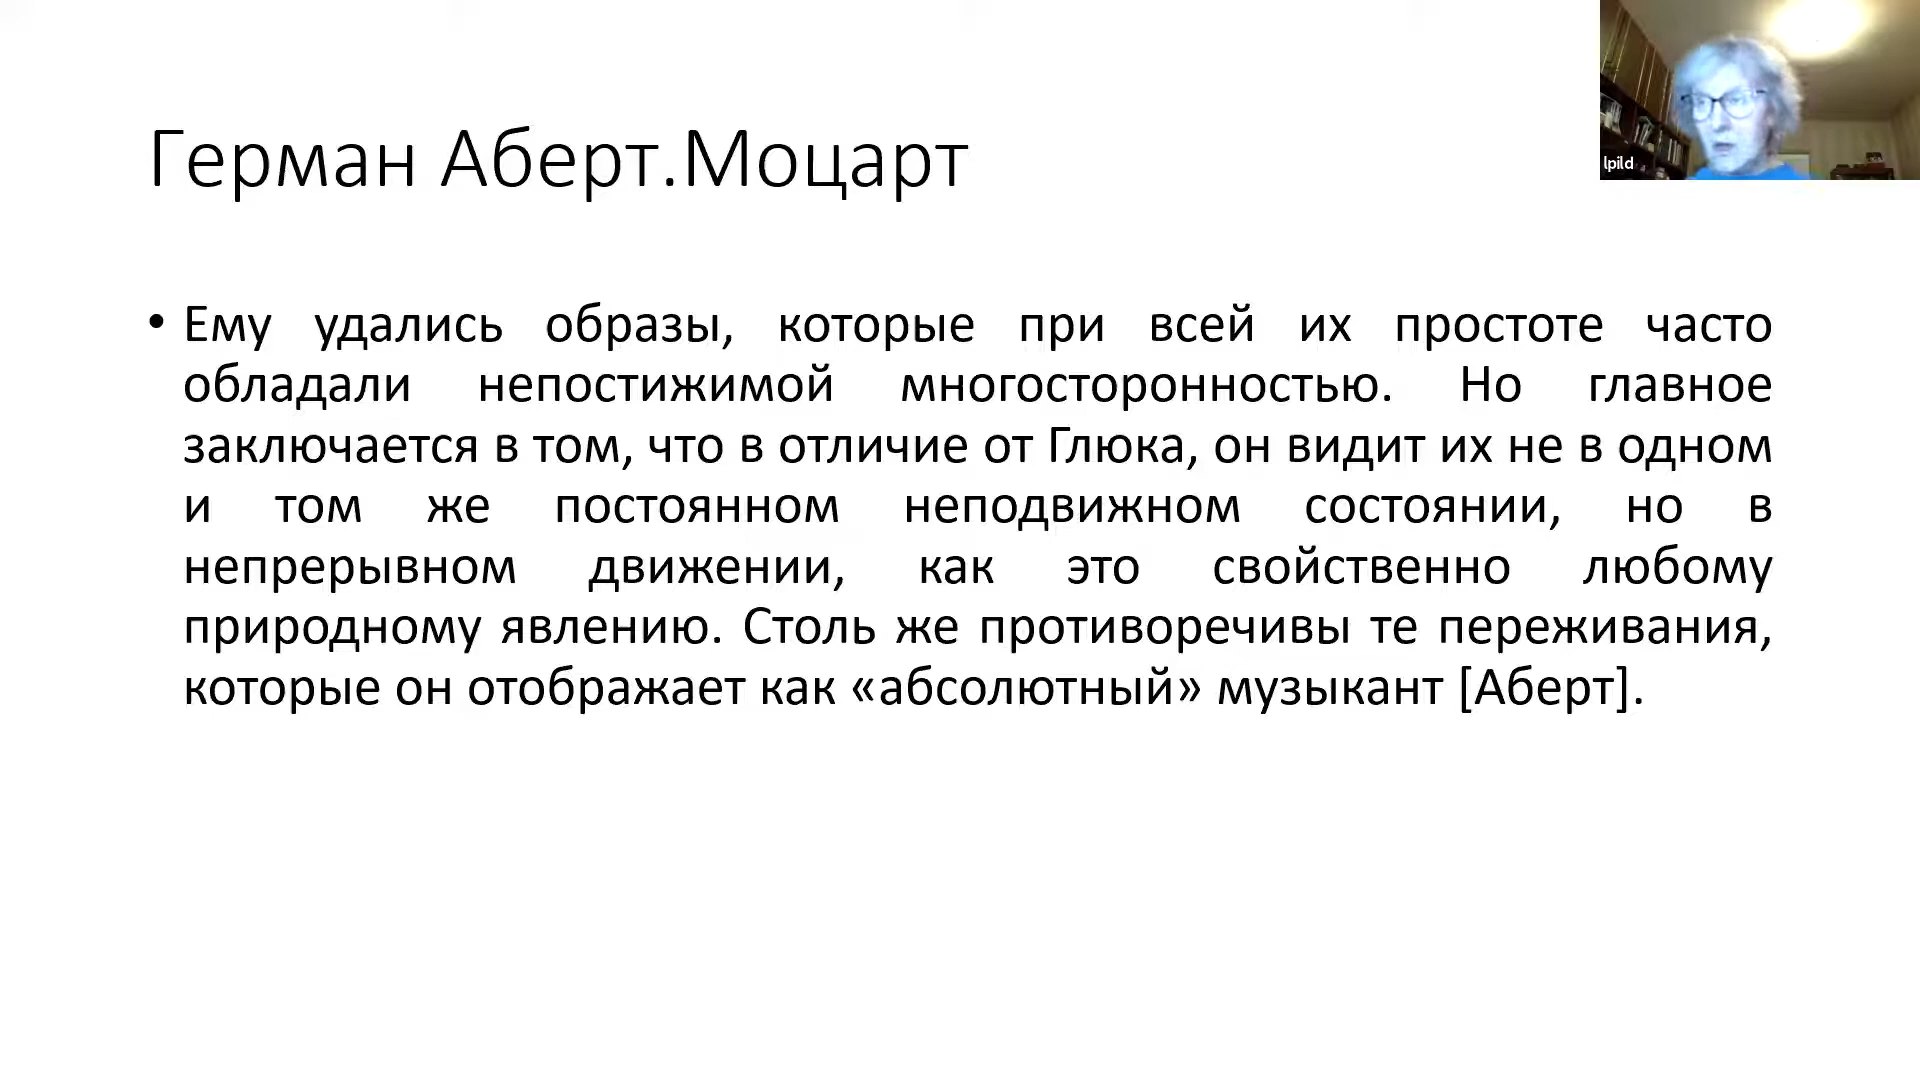 lpild
Герман Аберт.Моцарт
• Ему удались образы, которые при всей их простоте часто
обладали непостижимой многосторонностью. Но главное
заключается в том, что в отличие от Глюка, он видит их не в одном
и том же постоянном неподвижном состоянии, но в
непрерывном движении, как это свойственно любому
природному явлению. Столь же противоречивы те переживания,
которые он отображает как «абсолютный» музыкант [Аберт].